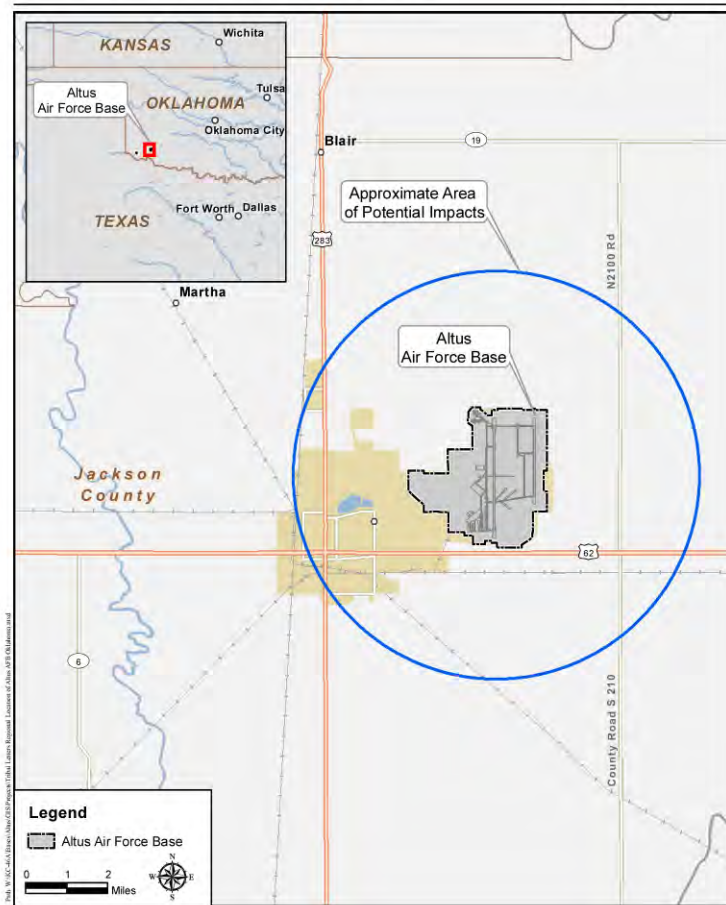 KANSAS
Wichita
Tulsa
Altus
Air Force Base
OKLAHOMA
Oklahoma City
TEXAS
Fort Worth
Dallas
Blair
19
Approximate Area
of Potential Impacts
283
N2100 Rd
Martha
Altus
Air Force Base
Jackson
County
62
6
County Road S 210
Legend
Altus Air Force Base
0 1 2
Miles
N
W E
S